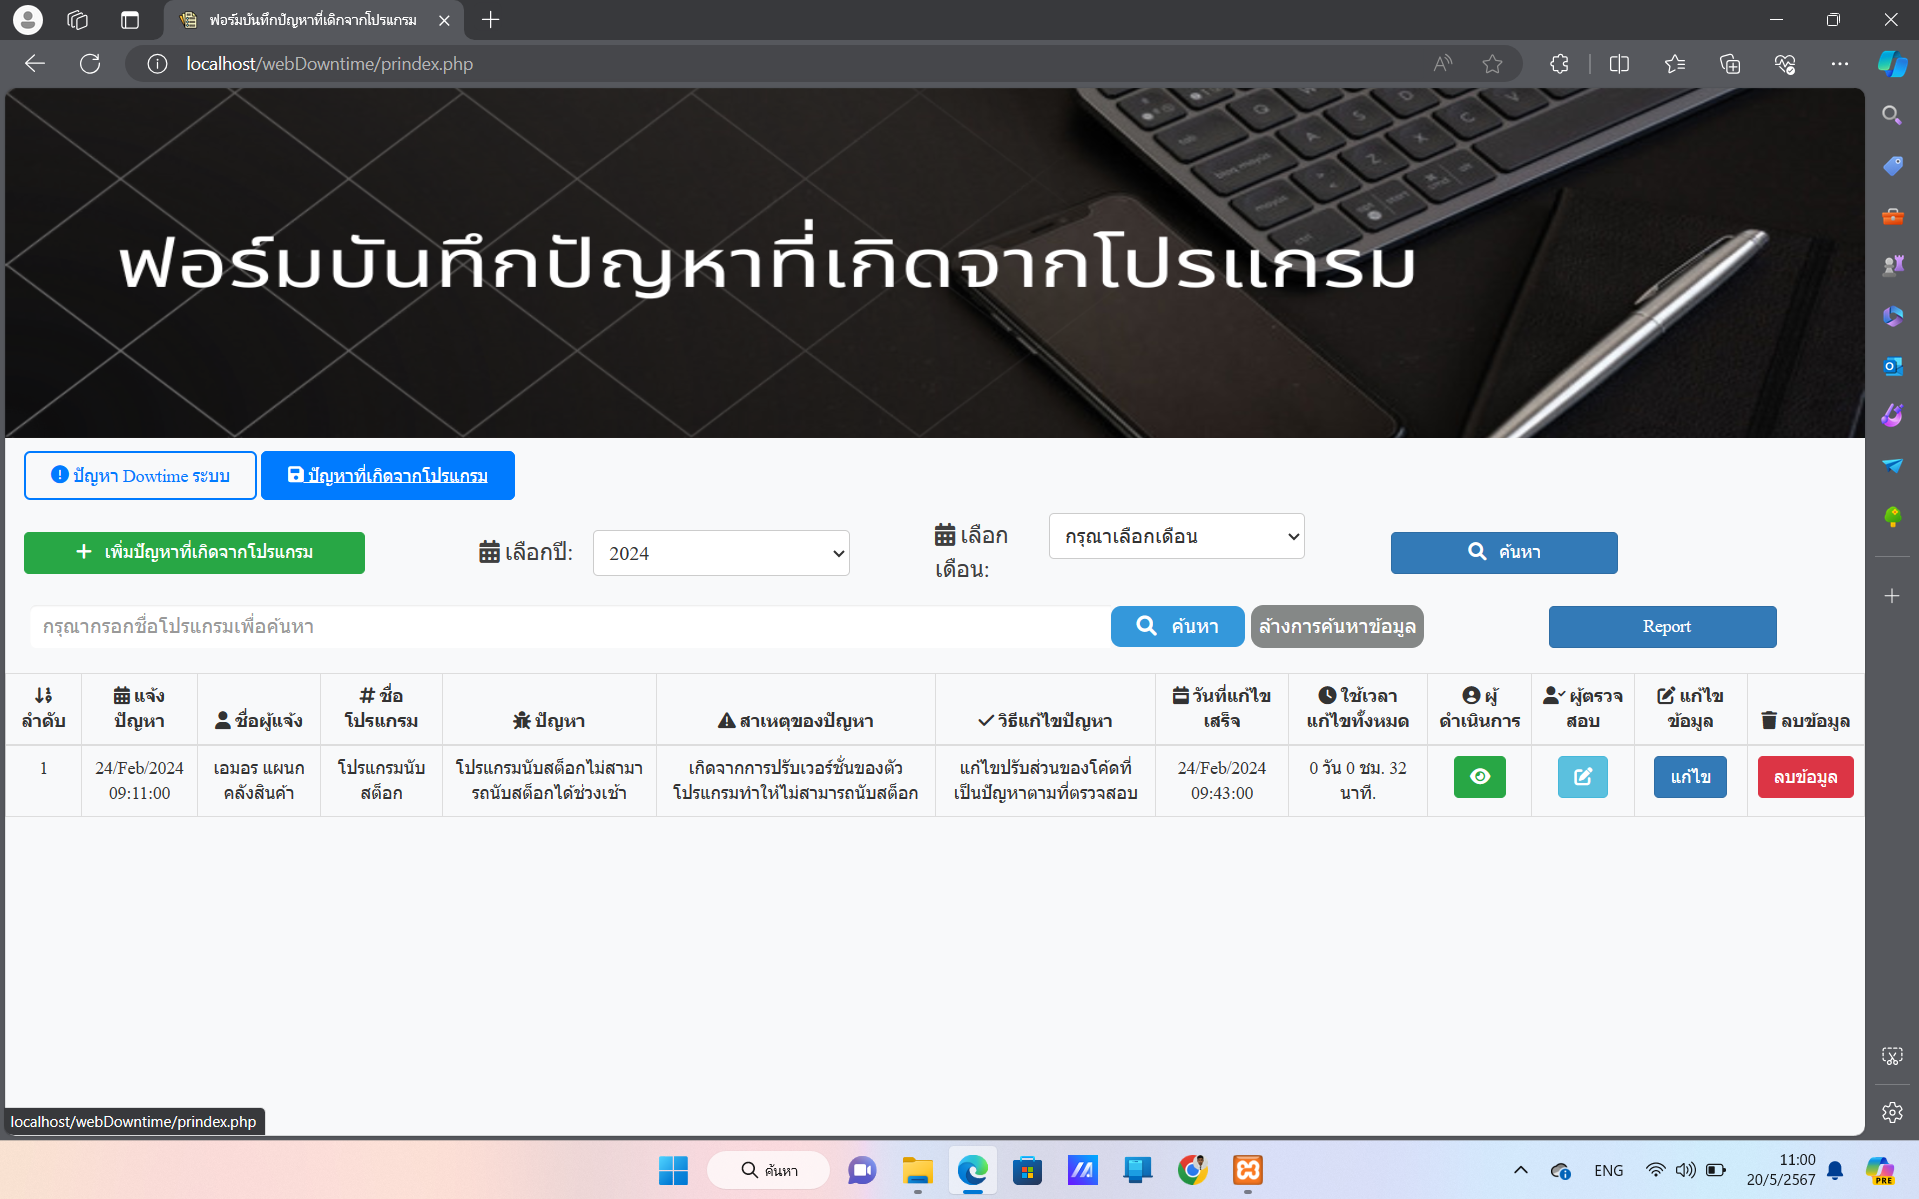 ฟอร์มบันทึกปัญหาที่เกิดจากโปรแกรม
localhost/webDowntime/prindex.php
ฟอร์มบันทึกปัญหาที่เกิดจากโปรแกรม
ปัญหา Dowtime ระบบ
ปัญหาที่เกิดจากโปรแกรม
เพิ่มปัญหาที่เกิดจากโปรแกรม
เลือกปี:
2024
เลือก
เดือน:
กรุณาเลือกเดือน
ค้นหา
กรุณากรอกชื่อโปรแกรมเพื่อค้นหา
ค้นหา
ล้างการค้นหาข้อมูล
Report
ลำดับ
แจ้ง
ปัญหา
ชื่อผู้แจ้ง
ชื่อ
โปรแกรม
ปัญหา
สาเหตุของปัญหา
วิธีแก้ไขปัญหา
วันที่แก้ไข
เสร็จ
ใช้เวลา
แก้ไขทั้งหมด
ผู้
ดำเนินการ
ผู้ตรวจ
สอบ
แก้ไข
ข้อมูล
ลบข้อมูล
1
24/Feb/2024
09:11:00
เอมอร แผนก
คลังสินค้า
โปรแกรมนับ
สต็อก
โปรแกรมนับสต็อกไม่สามา
รถนับสต็อกได้ช่วงเช้า
เกิดจากการปรับเวอร์ชั่นของตัว
โปรแกรมทำให้ไม่สามารถนับสต็อก
แก้ไขปรับส่วนของโค้ดที่
เป็นปัญหาตามที่ตรวจสอบ
24/Feb/2024
09:43:00
0 วัน 0 ชม. 32
นาที.
แก้ไข
ลบข้อมูล
localhost/webDowntime/prindex.php
ค้นหา
ENG
11:00
20/5/2567
PRE